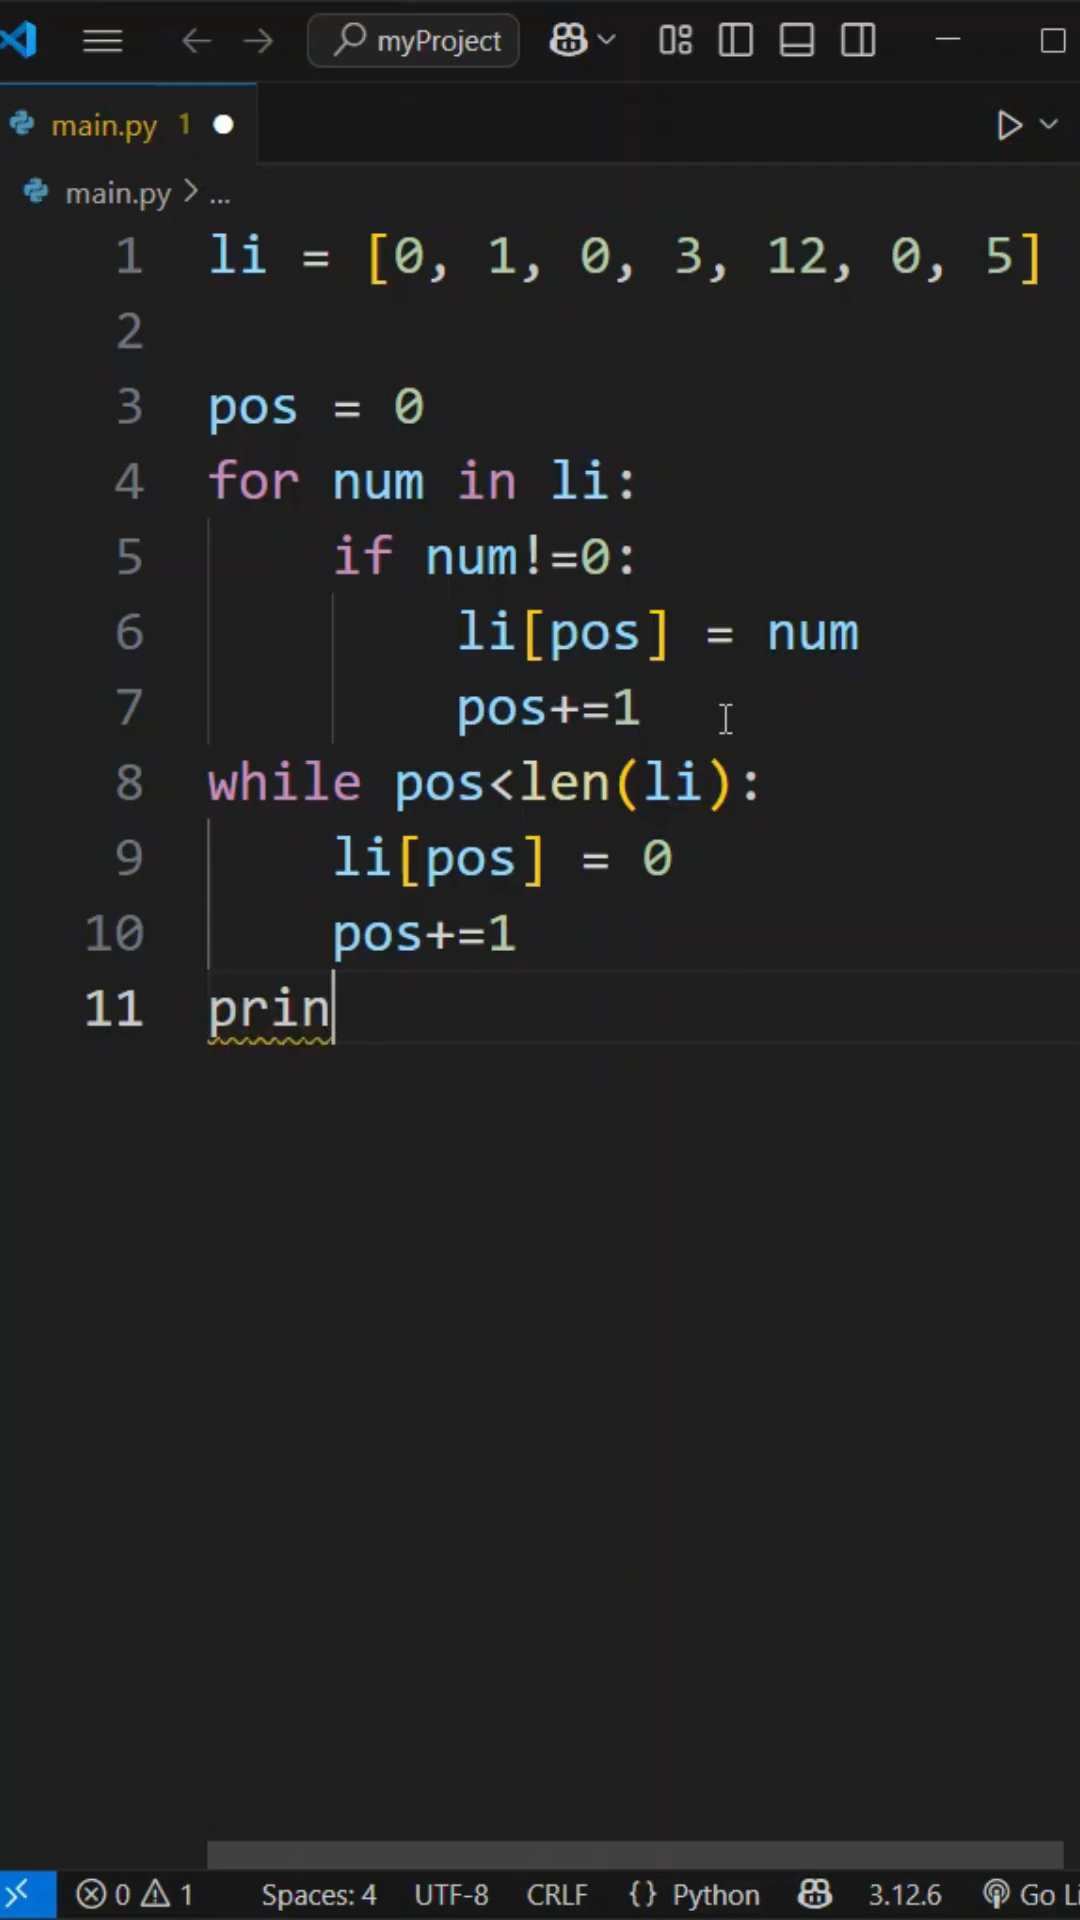 myProject
main.py 1
main.py > ...
1 li = [0, 1, 0, 3, 12, 0, 5]
2
3 pos = 0
4 for num in li:
5     if num!=0:
6         li[pos] = num
7         pos+=1
8 while pos<len(li):
9     li[pos] = 0
10     pos+=1
11 prin
0 1 Spaces: 4 UTF-8 CRLF {} Python 3.12.6 Go Li